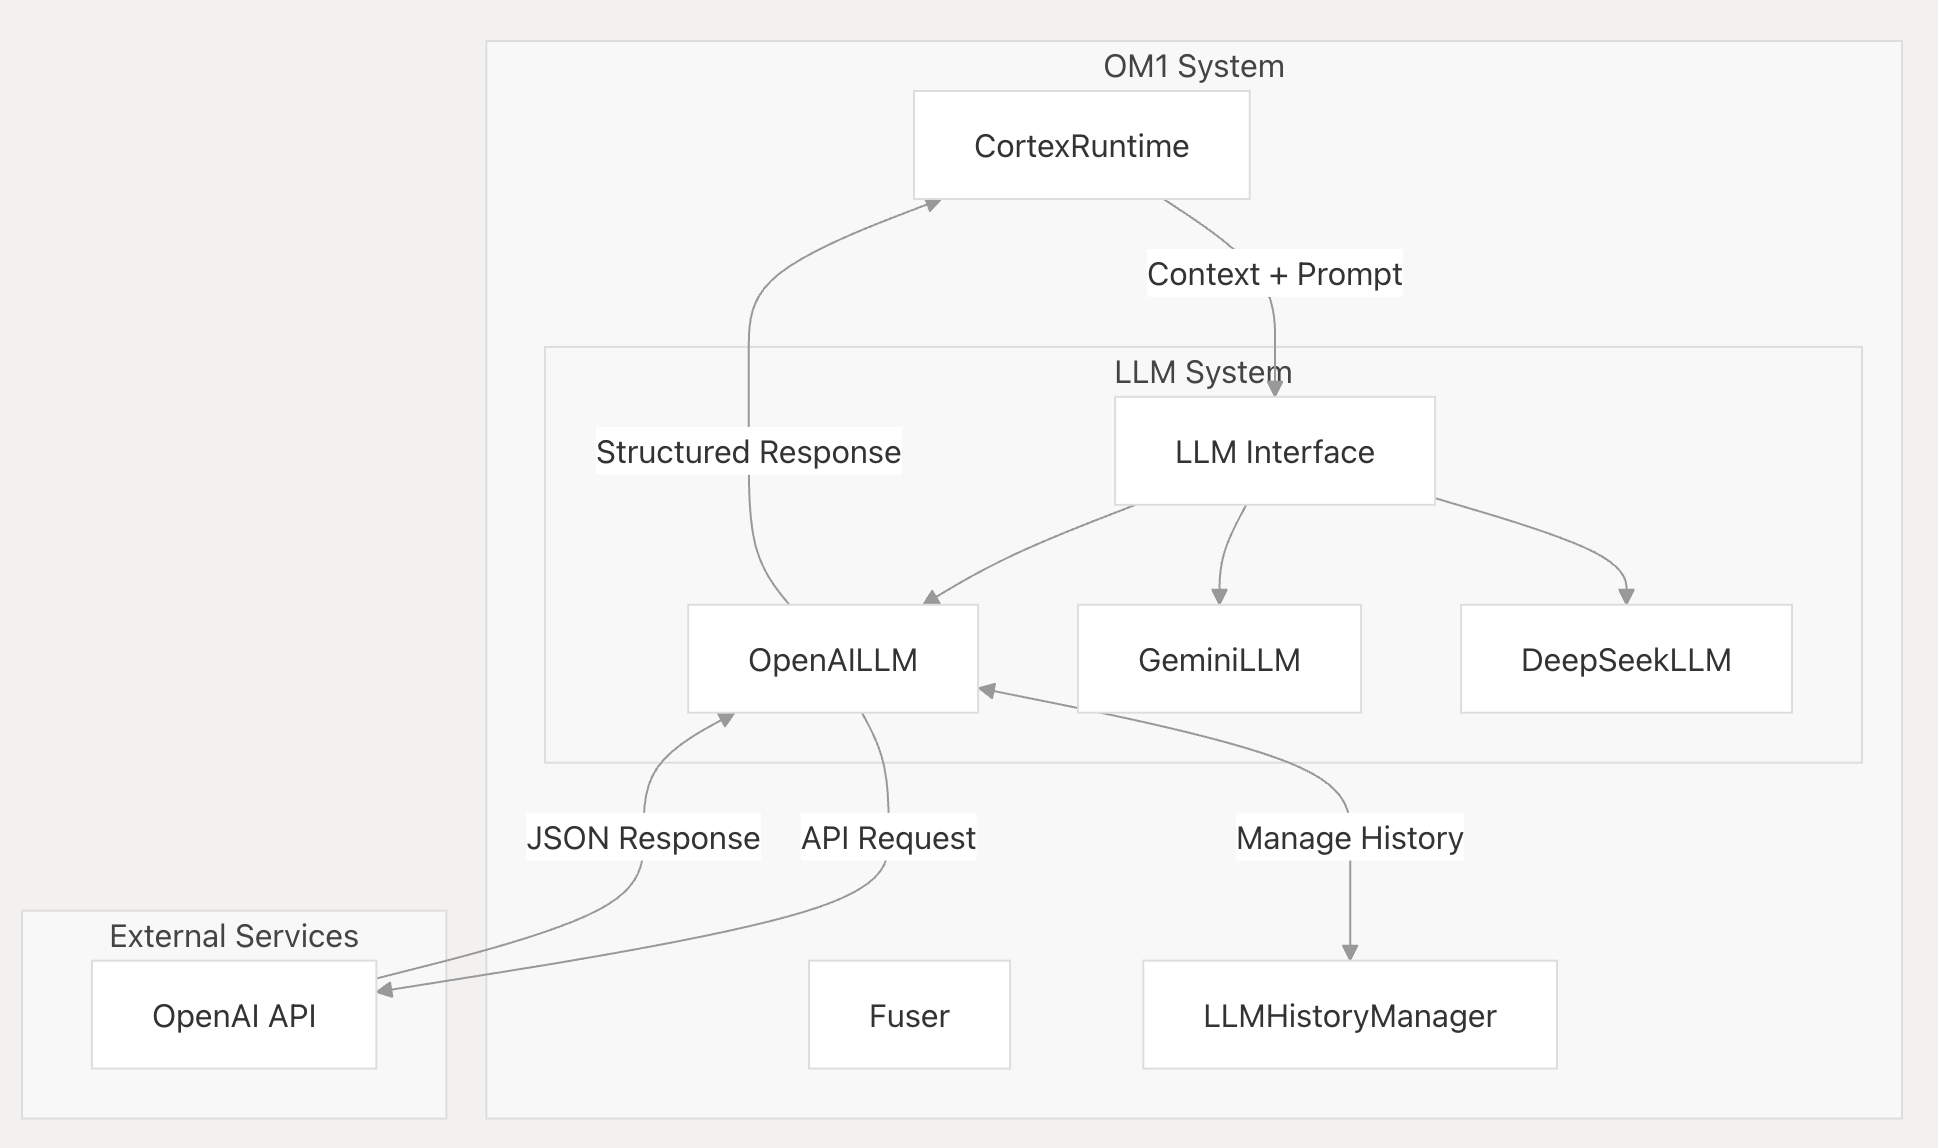 OM1 System
CortexRuntime
Context + Prompt
LLM System
Structured Response
LLM Interface
OpenAILLM
GeminiLLM
DeepSeekLLM
JSON Response
API Request
Manage History
External Services
OpenAI API
Fuser
LLMHistoryManager